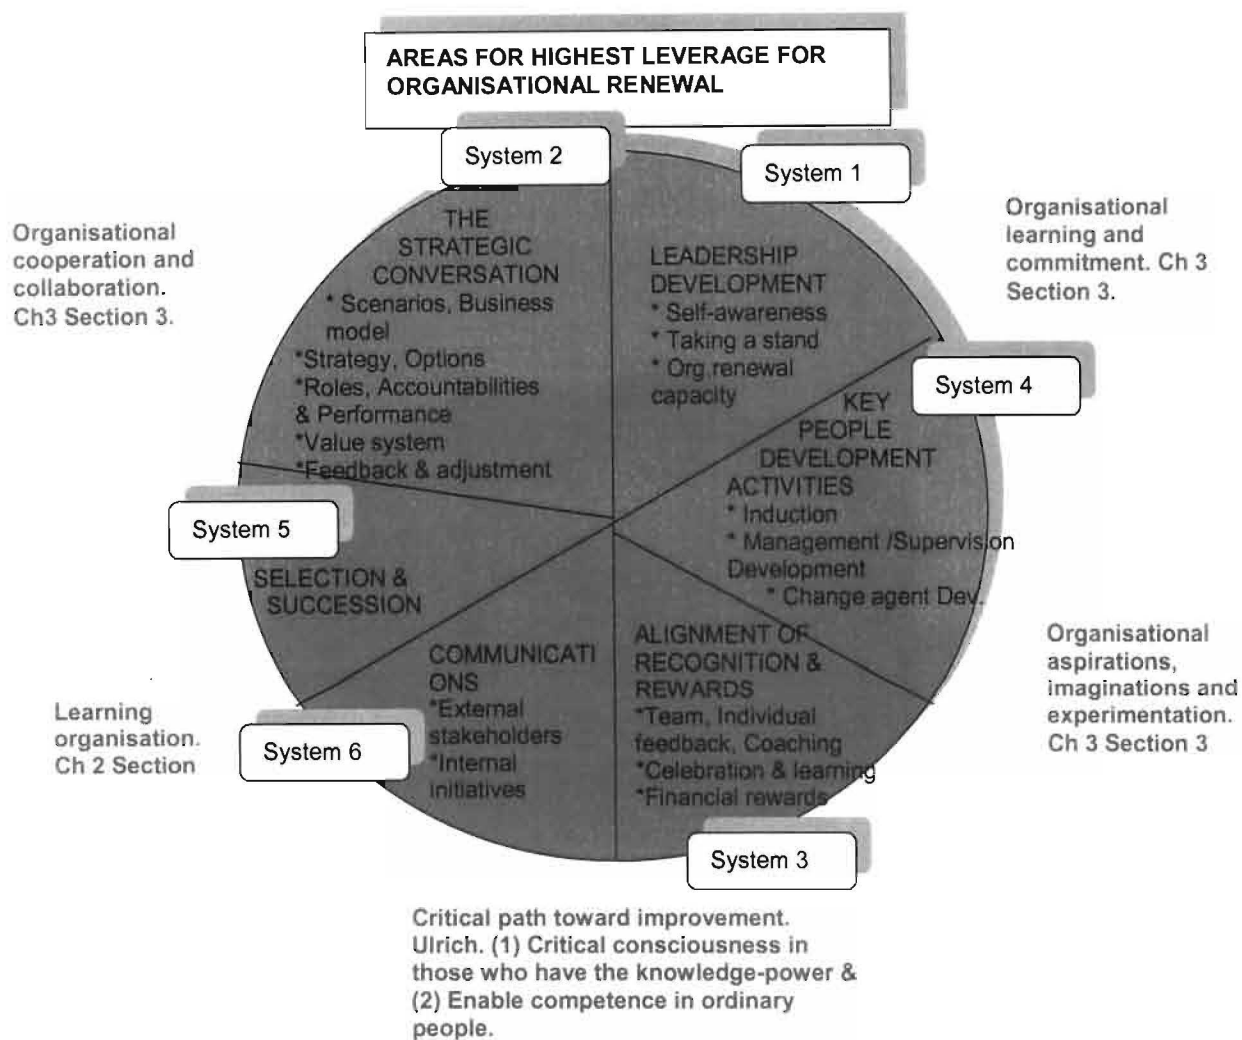 AREAS FOR HIGHEST LEVERAGE FOR
ORGANISATIONAL RENEWAL
System 2
System 1
Organisational
cooperation and
collaboration.
Ch3 Section 3.
THE
STRATEGIC
CONVERSATION
* Scenarios, Business
model
*Strategy, Options
*Roles, Accountabilities
& Performance
*Value system
*Feedback & adjustment
LEADERSHIP
DEVELOPMENT
* Self-awareness
* Taking a stand
* Org.renewal
capacity
Organisational
learning and
commitment. Ch 3
Section 3.
System 4
KEY
PEOPLE
DEVELOPMENT
ACTIVITIES
* Induction
* Management /Supervision
Development
* Change agent Dev.
System 5
SELECTION &
SUCCESSION
COMMUNICATI
ONS
*External
stakeholders
*Internal
initiatives
ALIGNMENT OF
RECOGNITION &
REWARDS
*Team, Individual
feedback, Coaching
*Celebration & learning
*Financial rewards
Organisational
aspirations,
imaginations and
experimentation.
Ch 3 Section 3
Learning
organisation.
Ch 2 Section
System 6
System 3
Critical path toward improvement.
Ulrich. (1) Critical consciousness in
those who have the knowledge-power &
(2) Enable competence in ordinary
people.